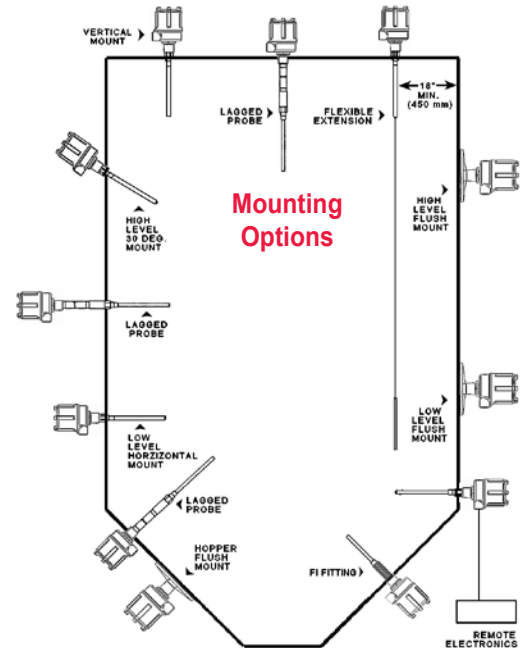 VERTICAL
MOUNT
LAGGED
PROBE
FLEXIBLE
EXTENSION
18"
MIN.
(450 mm)
Mounting
Options
HIGH
LEVEL
30 DEG.
MOUNT
HIGH
LEVEL
FLUSH
MOUNT
LAGGED
PROBE
LOW
LEVEL
FLUSH
MOUNT
LOW
LEVEL
HORZIZONTAL
MOUNT
LAGGED
PROBE
HOPPER
FLUSH
MOUNT
FI FITTING
REMOTE
ELECTRONICS